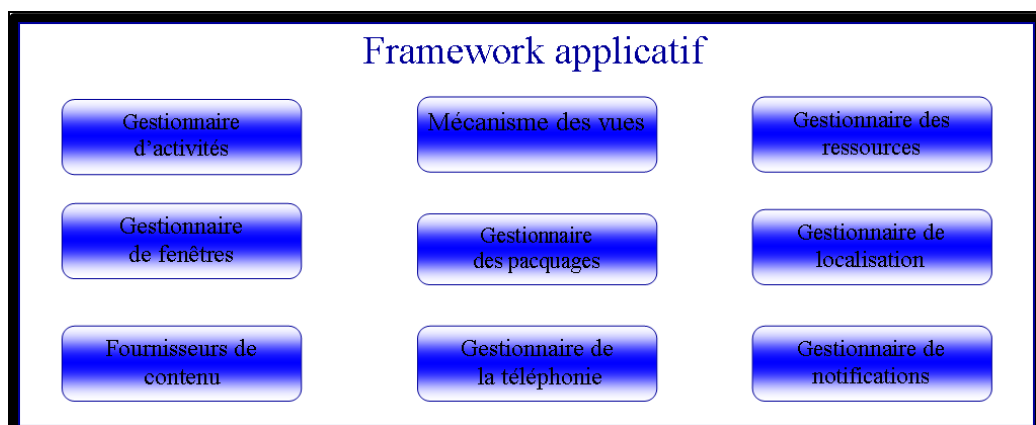 Framework applicatif
Gestionnaire
d'activités
Mécanisme des vues
Gestionnaire des
ressources
Gestionnaire
de fenêtres
Gestionnaire
des pacquages
Gestionnaire de
localisation
Fournisseurs de
contenu
Gestionnaire de
la téléphonie
Gestionnaire de
notifications